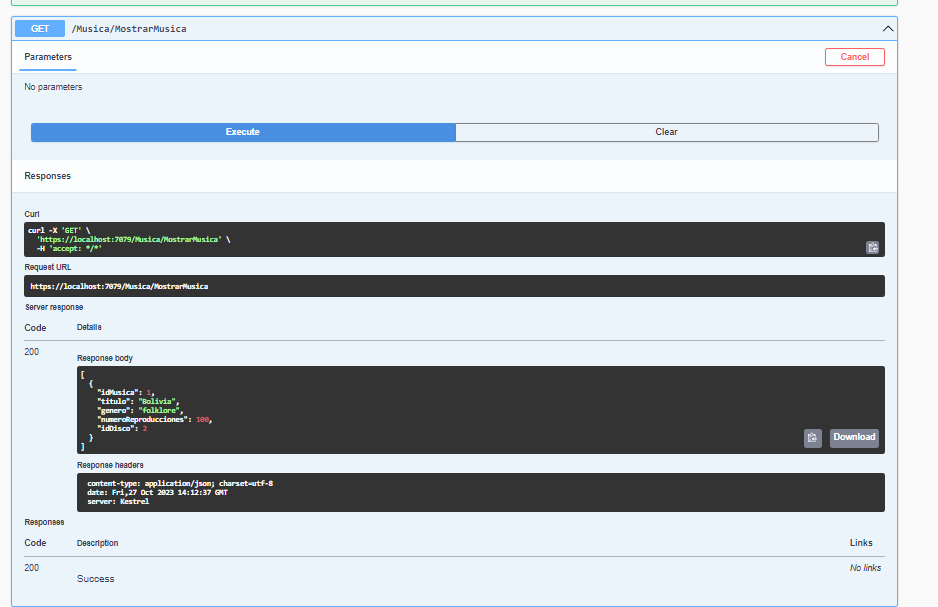 GET /Musica/MostrarMusica
Parameters
Cancel
No parameters
Execute
Clear
Responses
Curl
curl -X 'GET' \
'https://localhost:7079/Musica/MostrarMusica' \
-H 'accept: */*'
Request URL
https://localhost:7079/Musica/MostrarMusica
Server response
Code Details
200
Response body
[
{
"idMusica": 1,
"titulo": "Bolivia",
"genero": "folklore",
"numeroReproducciones": 100,
"idDisco": 2
}
]
Download
Response headers
content-type: application/json; charset=utf-8
date: Fri,27 Oct 2023 14:12:37 GMT
server: Kestrel
Responses
Code Description Links
200 No links
Success